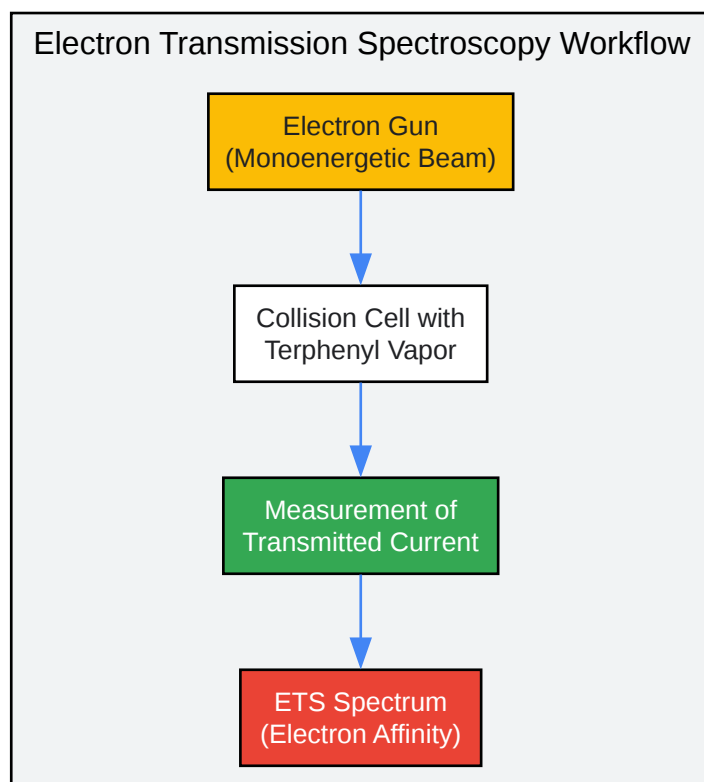 Electron Transmission Spectroscopy Workflow
Electron Gun
(Monoenergetic Beam)
Collision Cell with
Terphenyl Vapor
Measurement of
Transmitted Current
ETS Spectrum
(Electron Affinity)